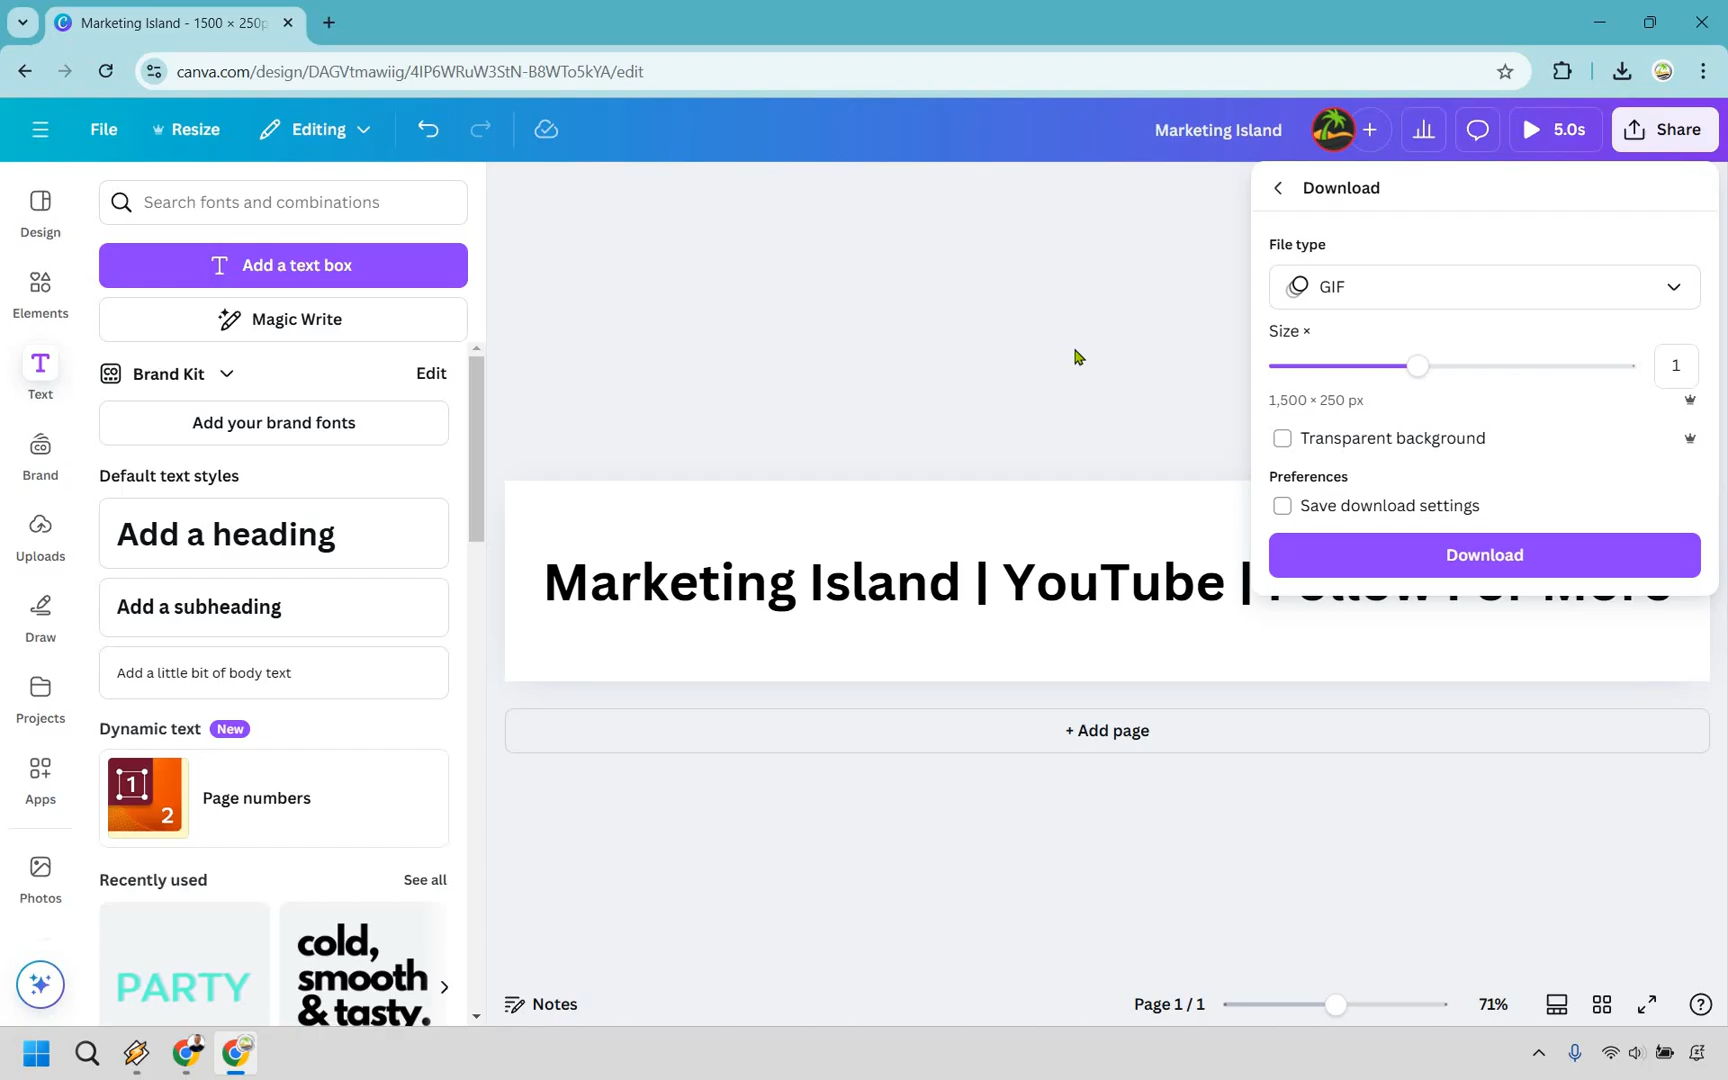 Marketing Island - 1500 × 250p
canva.com/design/DAGVtmawiig/4IP6WRuW3StN-B8WTo5kYA/edit
File
Resize
Editing
Marketing Island
5.0s
Share
Design
Elements
Text
Brand
Uploads
Draw
Projects
Apps
Photos
Search fonts and combinations
Add a text box
Magic Write
Brand Kit
Edit
Add your brand fonts
Default text styles
Add a heading
Add a subheading
Add a little bit of body text
Dynamic text New
1
2
Page numbers
Recently used
See all
PARTY
cold,
smooth
& tasty.
Download
File type
GIF
Size ×
1
1,500 × 250 px
Transparent background
Preferences
Save download settings
Download
Marketing Island | YouTube | Follow For More
+ Add page
Notes
Page 1 / 1
71%